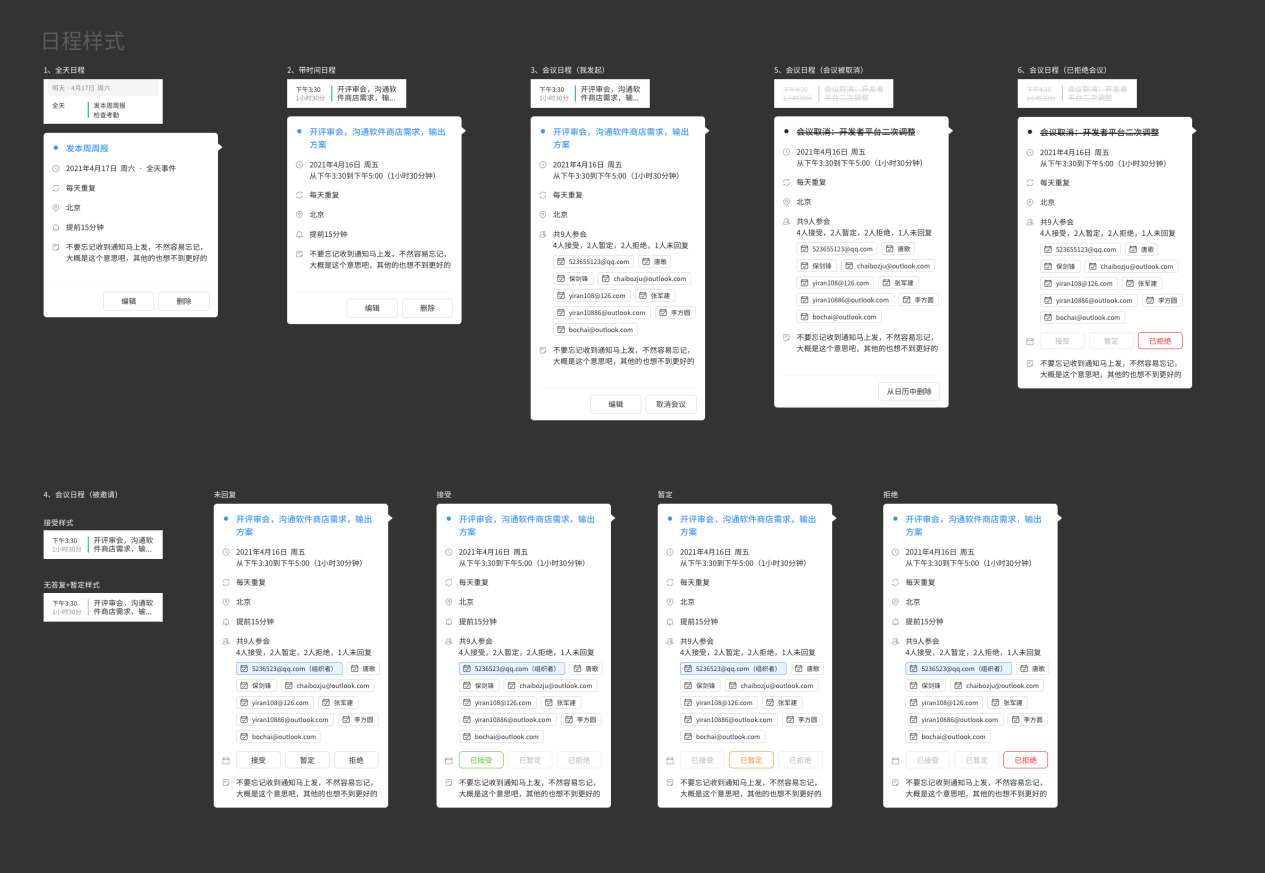 日程样式
1、全天日程
明天 · 4月17日 周六
全天
发本周周报
检查考勤
发本周周报
2021年4月17日 周六 · 全天事件
每天重复
北京
提前15分钟
不要忘记收到通知马上发，不然容易忘记，
大概是这个意思吧，其他的也想不到更好的
编辑
删除
2、带时间日程
下午3:30
1小时30分
开评审会，沟通软
件商店需求，输...
开评审会，沟通软件商店需求，输出
方案
2021年4月16日 周五
从下午3:30到下午5:00（1小时30分钟）
每天重复
北京
提前15分钟
不要忘记收到通知马上发，不然容易忘记，
大概是这个意思吧，其他的也想不到更好的
编辑
删除
3、会议日程（我发起）
下午3:30
1小时30分
开评审会，沟通软
件商店需求，输...
开评审会，沟通软件商店需求，输出
方案
2021年4月16日 周五
从下午3:30到下午5:00（1小时30分钟）
每天重复
北京
共9人参会
4人接受，2人暂定，2人拒绝，1人未回复
523655123@qq.com
唐歌
保剑锋
chaibozju@outlook.com
yiran108@126.com
张军建
yiran10886@outlook.com
李方圆
bochai@outlook.com
不要忘记收到通知马上发，不然容易忘记，
大概是这个意思吧，其他的也想不到更好的
编辑
取消会议
5、会议日程（会议被取消）
下午4:30
1小时30分
会议取消：开发者
平台二次调整
会议取消：开发者平台二次调整
2021年4月16日 周五
从下午3:30到下午5:00（1小时30分钟）
每天重复
北京
共9人参会
4人接受，2人暂定，2人拒绝，1人未回复
523655123@qq.com
唐歌
保剑锋
chaibozju@outlook.com
yiran108@126.com
张军建
yiran10886@outlook.com
李方圆
bochai@outlook.com
不要忘记收到通知马上发，不然容易忘记，
大概是这个意思吧，其他的也想不到更好的
从日历中删除
6、会议日程（已拒绝会议）
下午4:30
1小时30分
会议取消：开发者
平台二次调整
会议取消：开发者平台二次调整
2021年4月16日 周五
从下午3:30到下午5:00（1小时30分钟）
每天重复
北京
共9人参会
4人接受，2人暂定，2人拒绝，1人未回复
523655123@qq.com
唐歌
保剑锋
chaibozju@outlook.com
yiran108@126.com
张军建
yiran10886@outlook.com
李方圆
bochai@outlook.com
接受
暂定
已拒绝
不要忘记收到通知马上发，不然容易忘记，
大概是这个意思吧，其他的也想不到更好的
4、会议日程（被邀请）
接受样式
下午3:30
1小时30分
开评审会，沟通软
件商店需求，输...
无答复+暂定样式
下午3:30
1小时30分
开评审会，沟通软
件商店需求，输...
未回复
开评审会，沟通软件商店需求，输出
方案
2021年4月16日 周五
从下午3:30到下午5:00（1小时30分钟）
每天重复
北京
提前15分钟
共9人参会
4人接受，2人暂定，2人拒绝，1人未回复
5236523@qq.com（组织者）
唐歌
保剑锋
chaibozju@outlook.com
yiran108@126.com
张军建
yiran10886@outlook.com
李方圆
bochai@outlook.com
接受
暂定
拒绝
不要忘记收到通知马上发，不然容易忘记，
大概是这个意思吧，其他的也想不到更好的
接受
开评审会，沟通软件商店需求，输出
方案
2021年4月16日 周五
从下午3:30到下午5:00（1小时30分钟）
每天重复
北京
提前15分钟
共9人参会
4人接受，2人暂定，2人拒绝，1人未回复
5236523@qq.com（组织者）
唐歌
保剑锋
chaibozju@outlook.com
yiran108@126.com
张军建
yiran10886@outlook.com
李方圆
bochai@outlook.com
已接受
已暂定
已拒绝
不要忘记收到通知马上发，不然容易忘记，
大概是这个意思吧，其他的也想不到更好的
暂定
开评审会，沟通软件商店需求，输出
方案
2021年4月16日 周五
从下午3:30到下午5:00（1小时30分钟）
每天重复
北京
提前15分钟
共9人参会
4人接受，2人暂定，2人拒绝，1人未回复
5236523@qq.com（组织者）
唐歌
保剑锋
chaibozju@outlook.com
yiran108@126.com
张军建
yiran10886@outlook.com
李方圆
bochai@outlook.com
已接受
已暂定
已拒绝
不要忘记收到通知马上发，不然容易忘记，
大概是这个意思吧，其他的也想不到更好的
拒绝
开评审会，沟通软件商店需求，输出
方案
2021年4月16日 周五
从下午3:30到下午5:00（1小时30分钟）
每天重复
北京
提前15分钟
共9人参会
4人接受，2人暂定，2人拒绝，1人未回复
5236523@qq.com（组织者）
唐歌
保剑锋
chaibozju@outlook.com
yiran108@126.com
张军建
yiran10886@outlook.com
李方圆
bochai@outlook.com
已接受
已暂定
已拒绝
不要忘记收到通知马上发，不然容易忘记，
大概是这个意思吧，其他的也想不到更好的